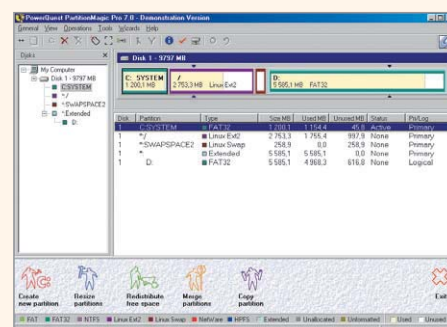 PowerQuest PartitionMagic Pro 7.0 - Demonstration Version
General View Operations Tools Wizards Help
Disks
Disk 1 - 9797 MB
My Computer
Disk 1 - 9797 MB
C:SYSTEM
*:/
*:SWAPSPACE2
*:Extended
D:
C: SYSTEM
1 200,1 MB
/
2 753,3 MB Linux Ext2
D:
5 585,1 MB FAT32
Disk Partition Type Size MB Used MB Unused MB Status Pri/Log
1 C:SYSTEM FAT32 1 200,1 1 154,4 45,8 Active Primary
1 *:/ Linux Ext2 2 753,3 1 755,4 997,9 None Primary
1 *:SWAPSPACE2 Linux Swap 258,9 0,0 258,9 None Primary
1 *: Extended 5 585,1 5 585,1 0,0 None Primary
1 D: FAT32 5 585,1 4 968,3 616,8 None Logical
Create new partition
Resize partitions
Redistribute free space
Merge partitions
Copy partition
Exit
FAT FAT32 NTFS Linux Ext2 Linux Swap NetWare HPFS Extended Unallocated Unformatted Used Unused